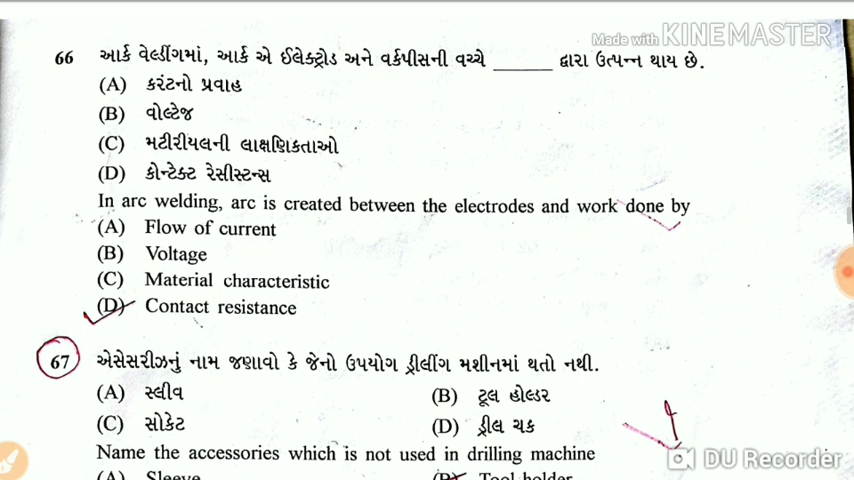 Made with KINEMASTER
66 આર્ક વેલ્ડીંગમાં, આર્ક એ ઈલેક્ટ્રોડ અને વર્કપીસની વચ્ચે ______ દ્વારા ઉત્પન્ન થાય છે.
(A) કરંટનો પ્રવાહ
(B) વોલ્ટેજ
(C) મટીરીયલની લાક્ષણિકતાઓ
(D) કોન્ટેક્ટ રેસીસ્ટન્સ
In arc welding, arc is created between the electrodes and work done by
(A) Flow of current
(B) Voltage
(C) Material characteristic
(D) Contact resistance
67 એસેસરીઝનું નામ જણાવો કે જેનો ઉપયોગ ડ્રીલીંગ મશીનમાં થતો નથી.
(A) સ્લીવ (B) ટૂલ હોલ્ડર
(C) સોકેટ (D) ડ્રીલ ચક
Name the accessories which is not used in drilling machine
(A) Sleeve (B) Tool holder
DU Recorder